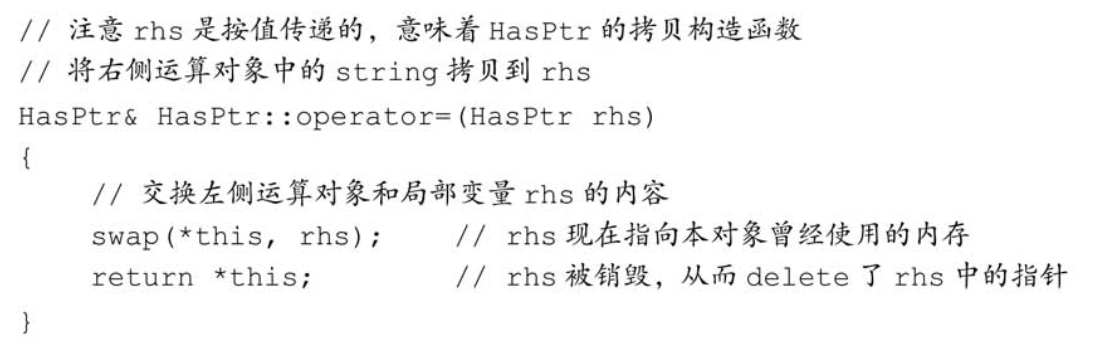 // 注意 rhs 是按值传递的，意味着 HasPtr 的拷贝构造函数
// 将右侧运算对象中的 string 拷贝到 rhs
HasPtr& HasPtr::operator=(HasPtr rhs)
{
    // 交换左侧运算对象和局部变量 rhs 的内容
    swap(*this, rhs);    // rhs 现在指向本对象曾经使用的内存
    return *this;        // rhs 被销毁，从而 delete 了 rhs 中的指针
}